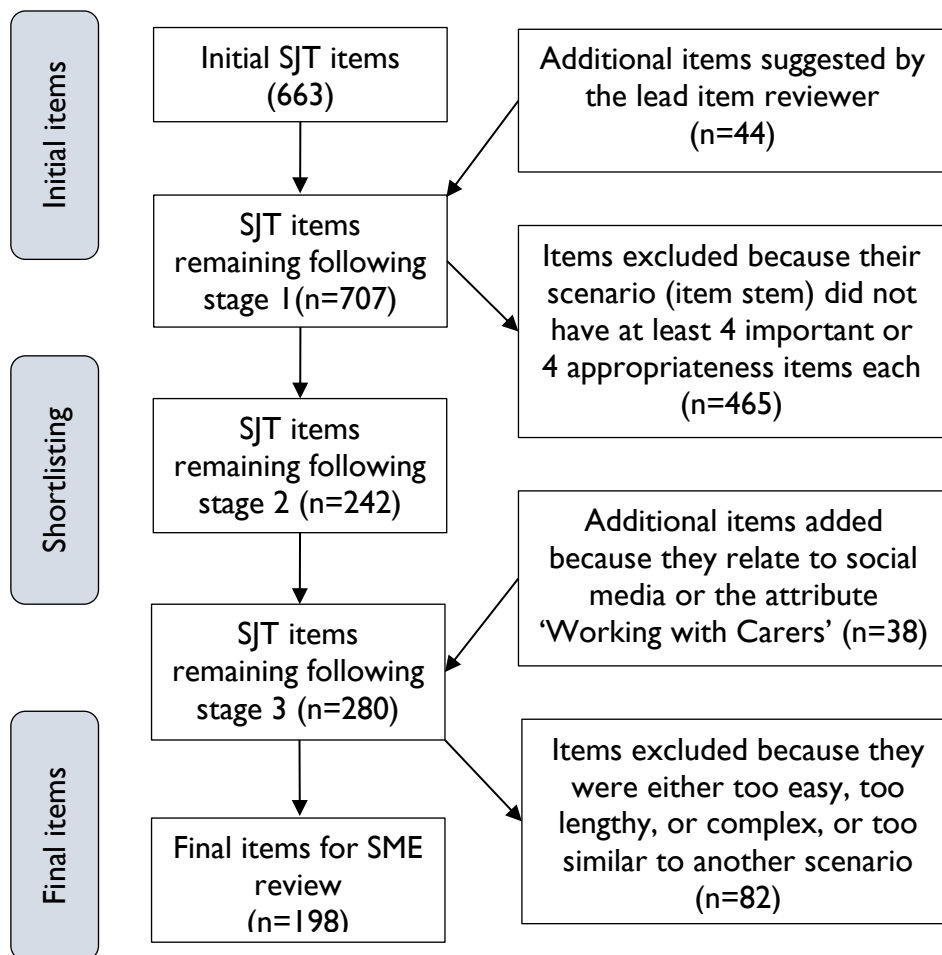 Initial items
Initial SJT items
(663)
Additional items suggested by
the lead item reviewer
(n=44)
SJT items
remaining following
stage 1(n=707)
Items excluded because their
scenario (item stem) did not
have at least 4 important or
4 appropriateness items each
(n=465)
Shortlisting
SJT items
remaining following
stage 2 (n=242)
Additional items added
because they relate to social
media or the attribute
‘Working with Carers’ (n=38)
SJT items
remaining following
stage 3 (n=280)
Final items
Items excluded because they
were either too easy, too
lengthy, or complex, or too
similar to another scenario
(n=82)
Final items for SME
review
(n=198)